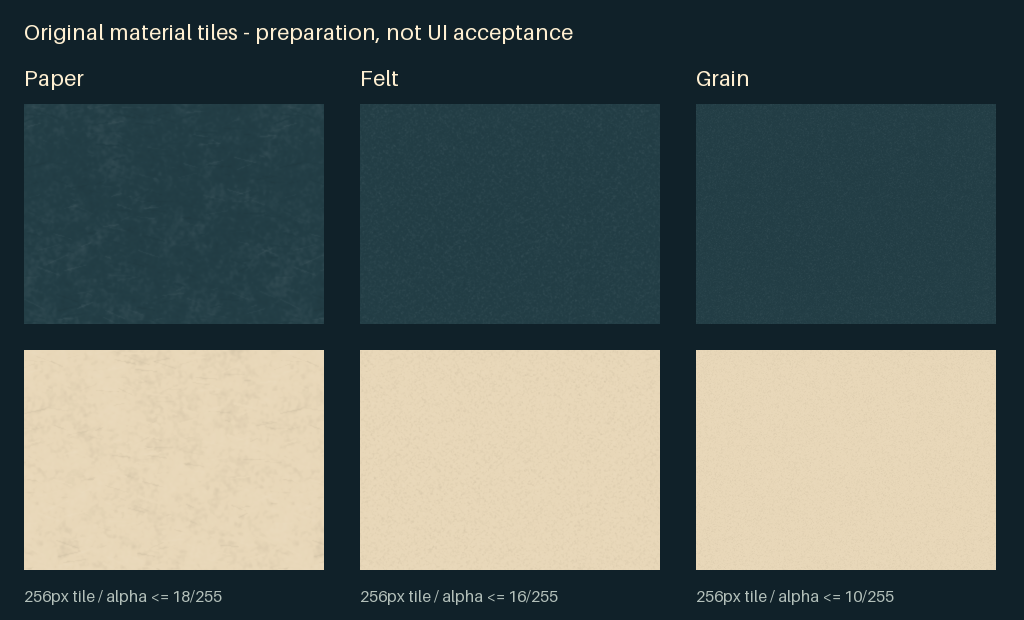 Original material tiles - preparation, not UI acceptance
Paper
Felt
Grain
256px tile / alpha <= 18/255
256px tile / alpha <= 16/255
256px tile / alpha <= 10/255